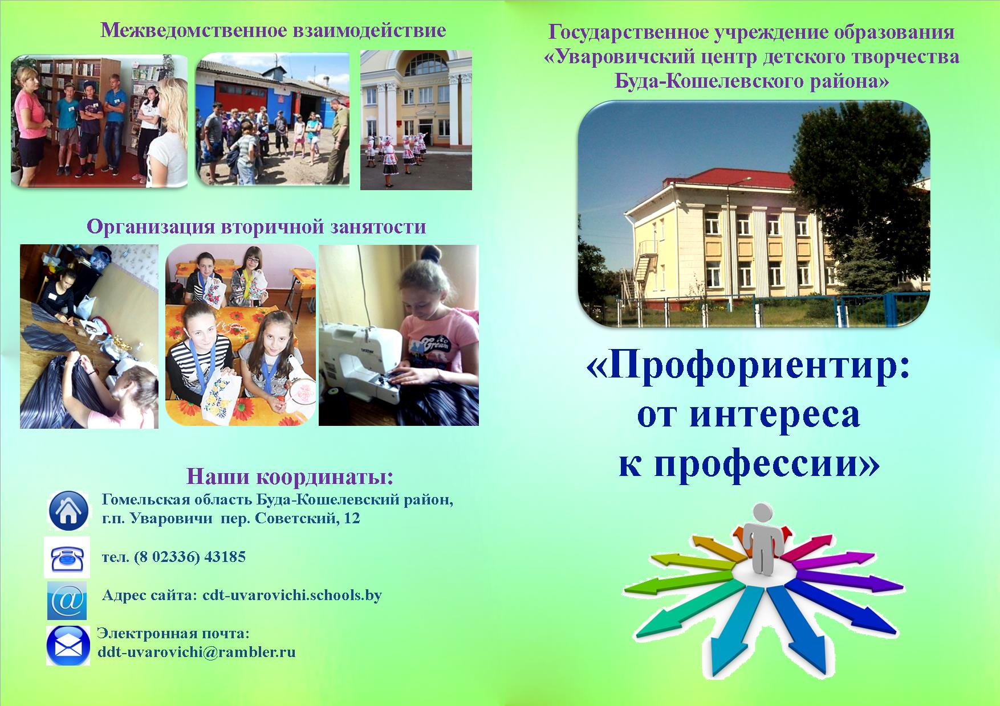 Межведомственное взаимодействие
Организация вторичной занятости
Наши координаты:
Гомельская область Буда-Кошелевский район,
г.п. Уваровичи пер. Советский, 12
тел. (8 02336) 43185
Адрес сайта: cdt-uvarovichi.schools.by
Электронная почта:
ddt-uvarovichi@rambler.ru
Государственное учреждение образования
«Уваровичский центр детского творчества
Буда-Кошелевского района»
«Профориентир:
от интереса
к профессии»
brother
Cream